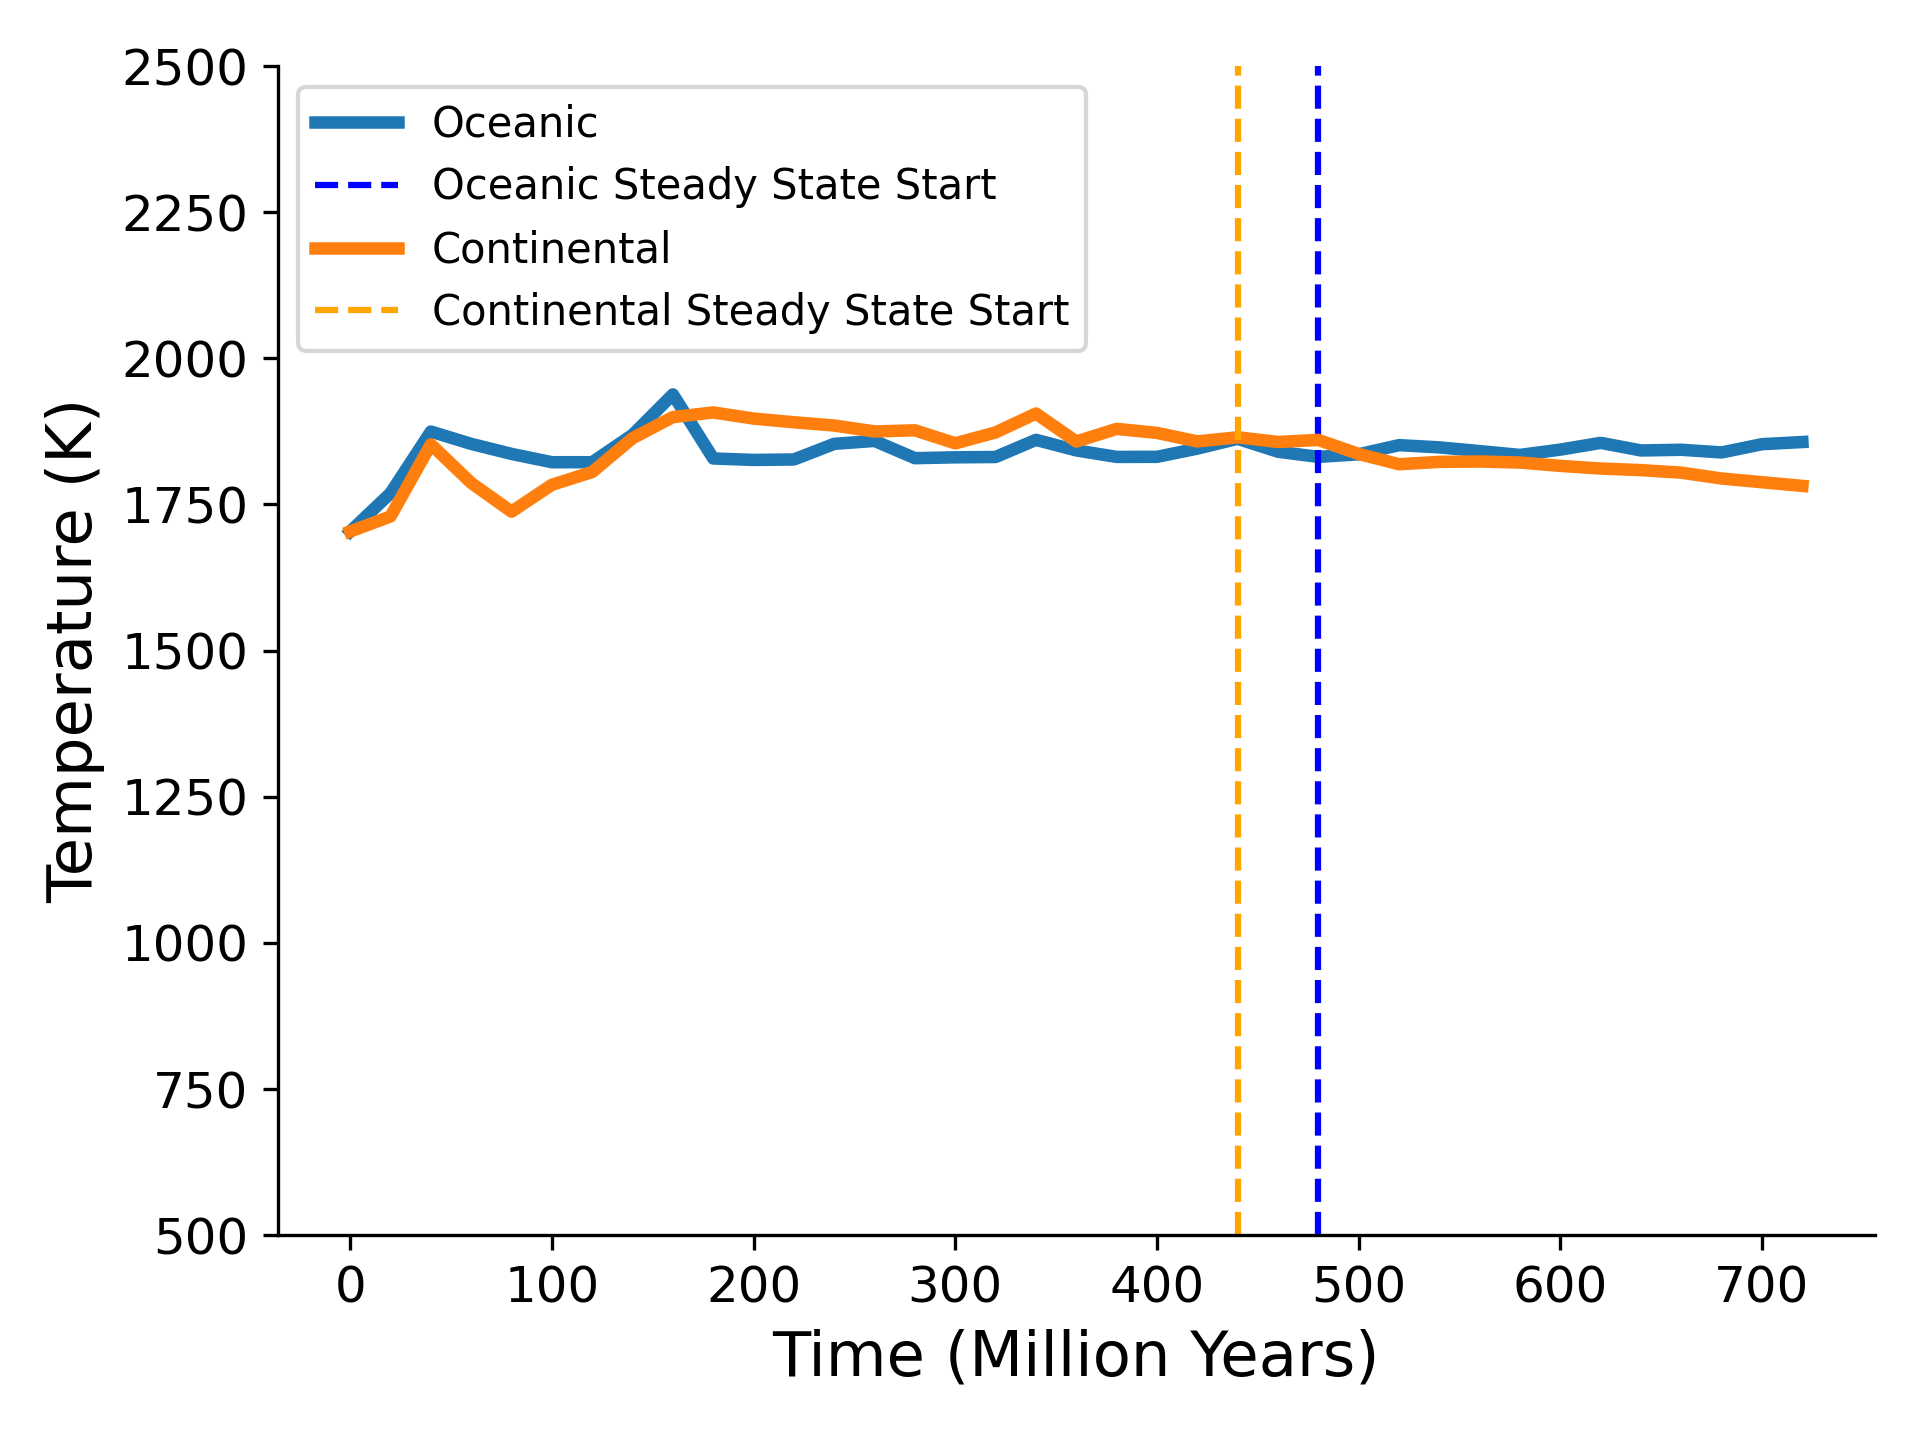 2500
2250
2000
1750
1500
1250
1000
750
500
Temperature (K)
Oceanic
Oceanic Steady State Start
Continental
Continental Steady State Start
0 100 200 300 400 500 600 700
Time (Million Years)